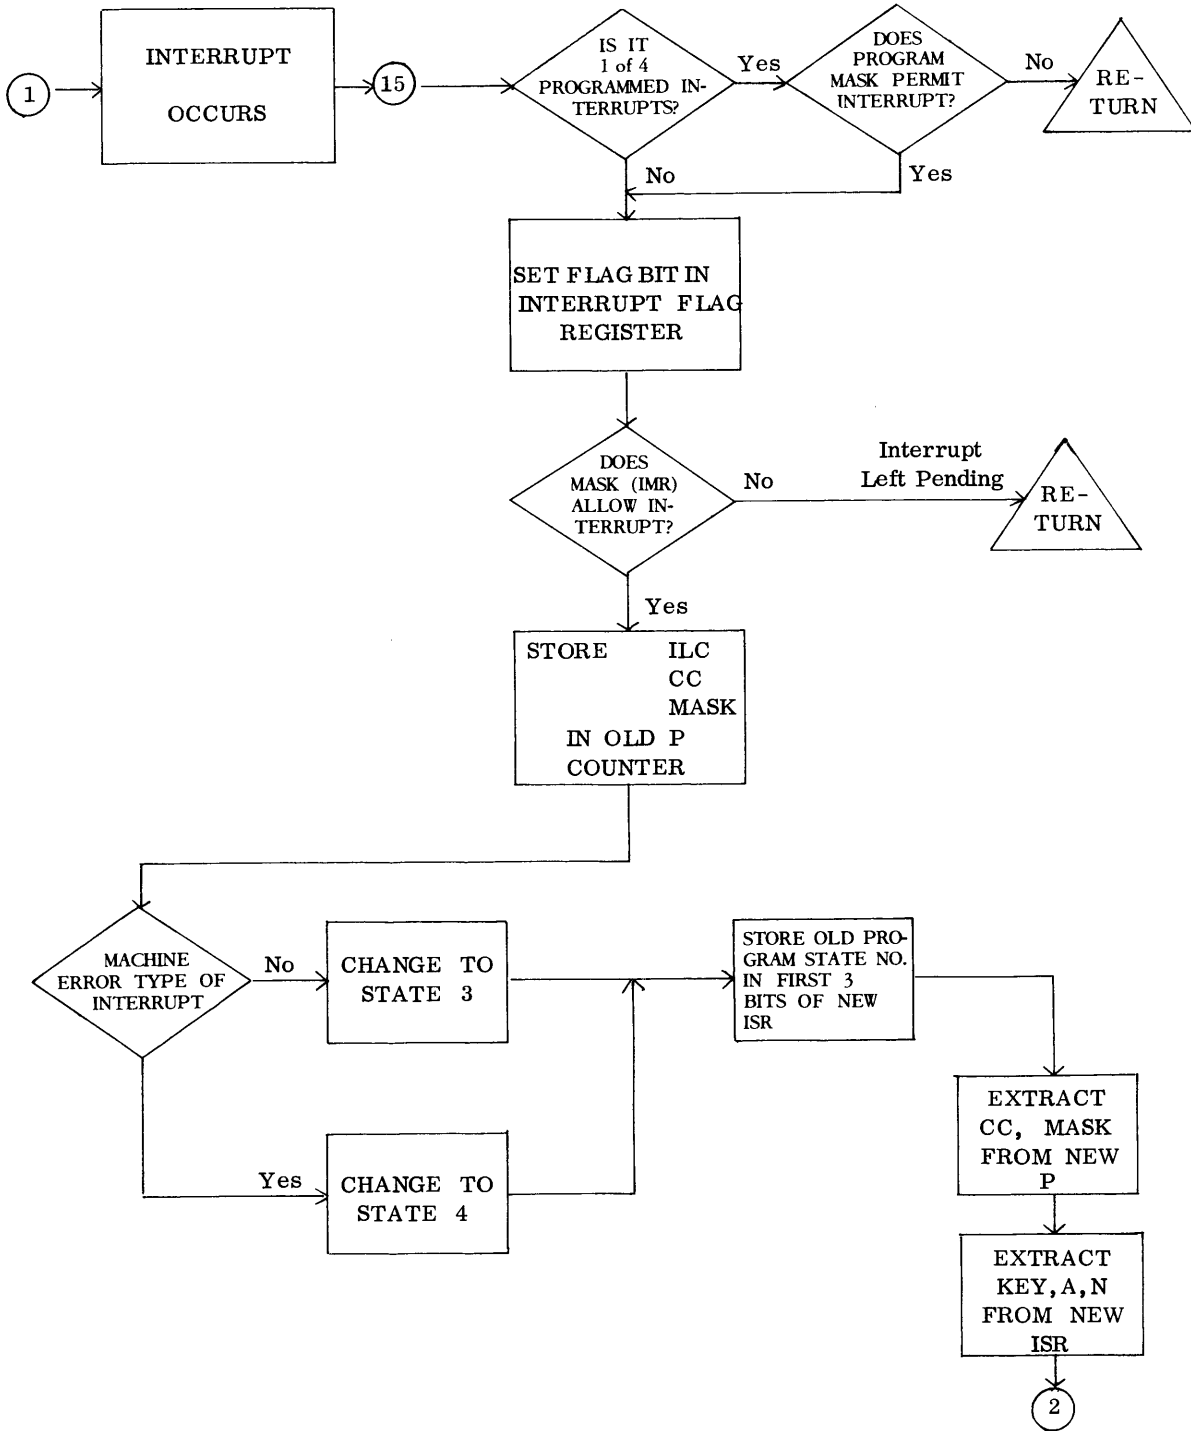 1
INTERRUPT
OCCURS
15
IS IT
1 of 4
PROGRAMMED IN-
TERRUPTS?
Yes
DOES
PROGRAM
MASK PERMIT
INTERRUPT?
No
RE-
TURN
No
Yes
SET FLAG BIT IN
INTERRUPT FLAG
REGISTER
DOES
MASK (IMR)
ALLOW IN-
TERRUPT?
No
Interrupt
Left Pending
RE-
TURN
Yes
STORE ILC
CC
MASK
IN OLD P
COUNTER
MACHINE
ERROR TYPE OF
INTERRUPT
No
CHANGE TO
STATE 3
STORE OLD PRO-
GRAM STATE NO.
IN FIRST 3
BITS OF NEW
ISR
Yes
CHANGE TO
STATE 4
EXTRACT
CC, MASK
FROM NEW
P
EXTRACT
KEY, A, N
FROM NEW
ISR
2